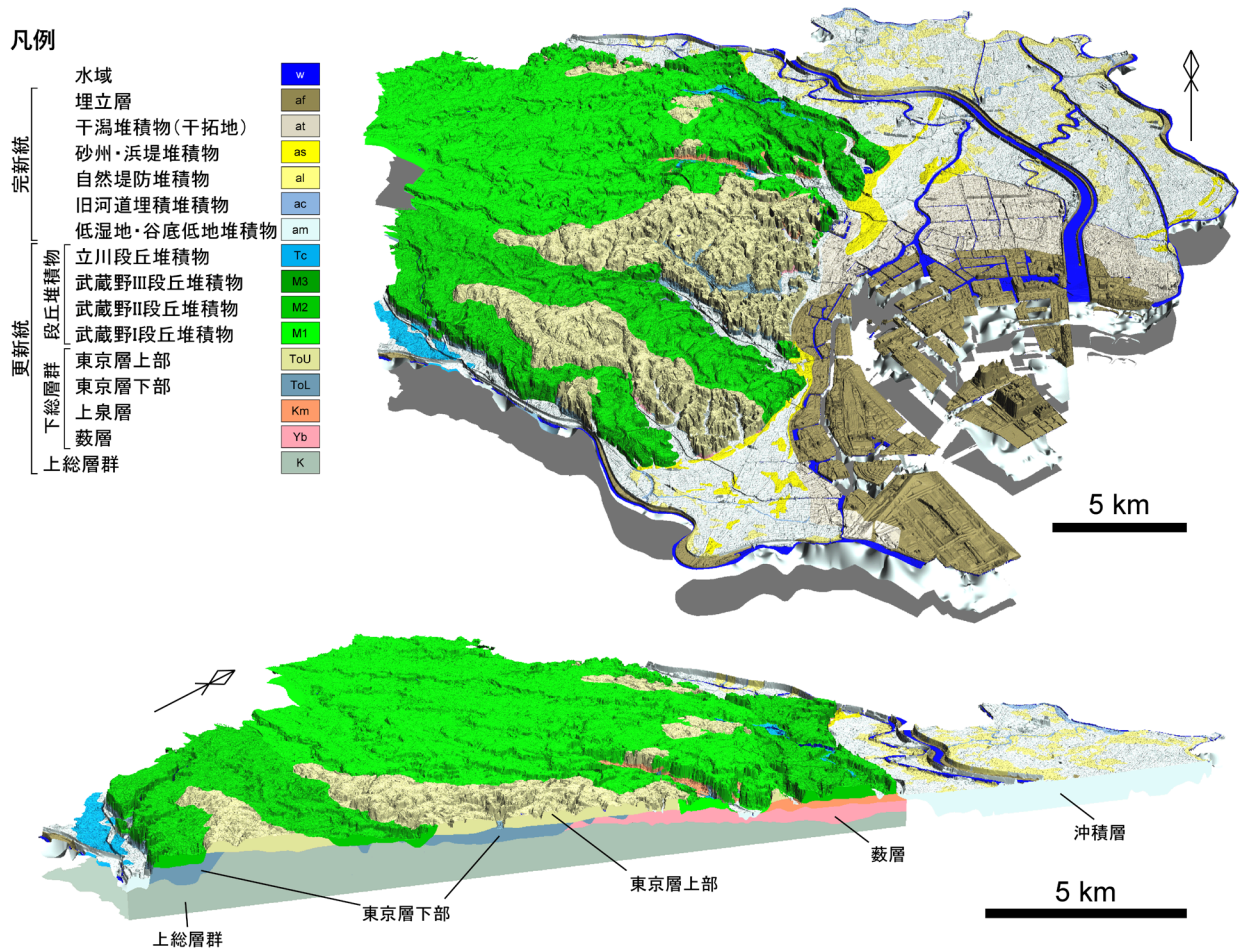 凡例
水域 w
完新統
埋立層 af
干潟堆積物(干拓地) at
砂州・浜堤堆積物 as
自然堤防堆積物 al
旧河道埋積堆積物 ac
低湿地・谷底低地堆積物 am
更新統
段丘堆積物
立川段丘堆積物 Tc
武蔵野III段丘堆積物 M3
武蔵野II段丘堆積物 M2
武蔵野I段丘堆積物 M1
下総層群
東京層上部 ToU
東京層下部 ToL
上泉層 Km
藪層 Yb
上総層群 K
5 km
沖積層
藪層
東京層上部
東京層下部
上総層群
5 km